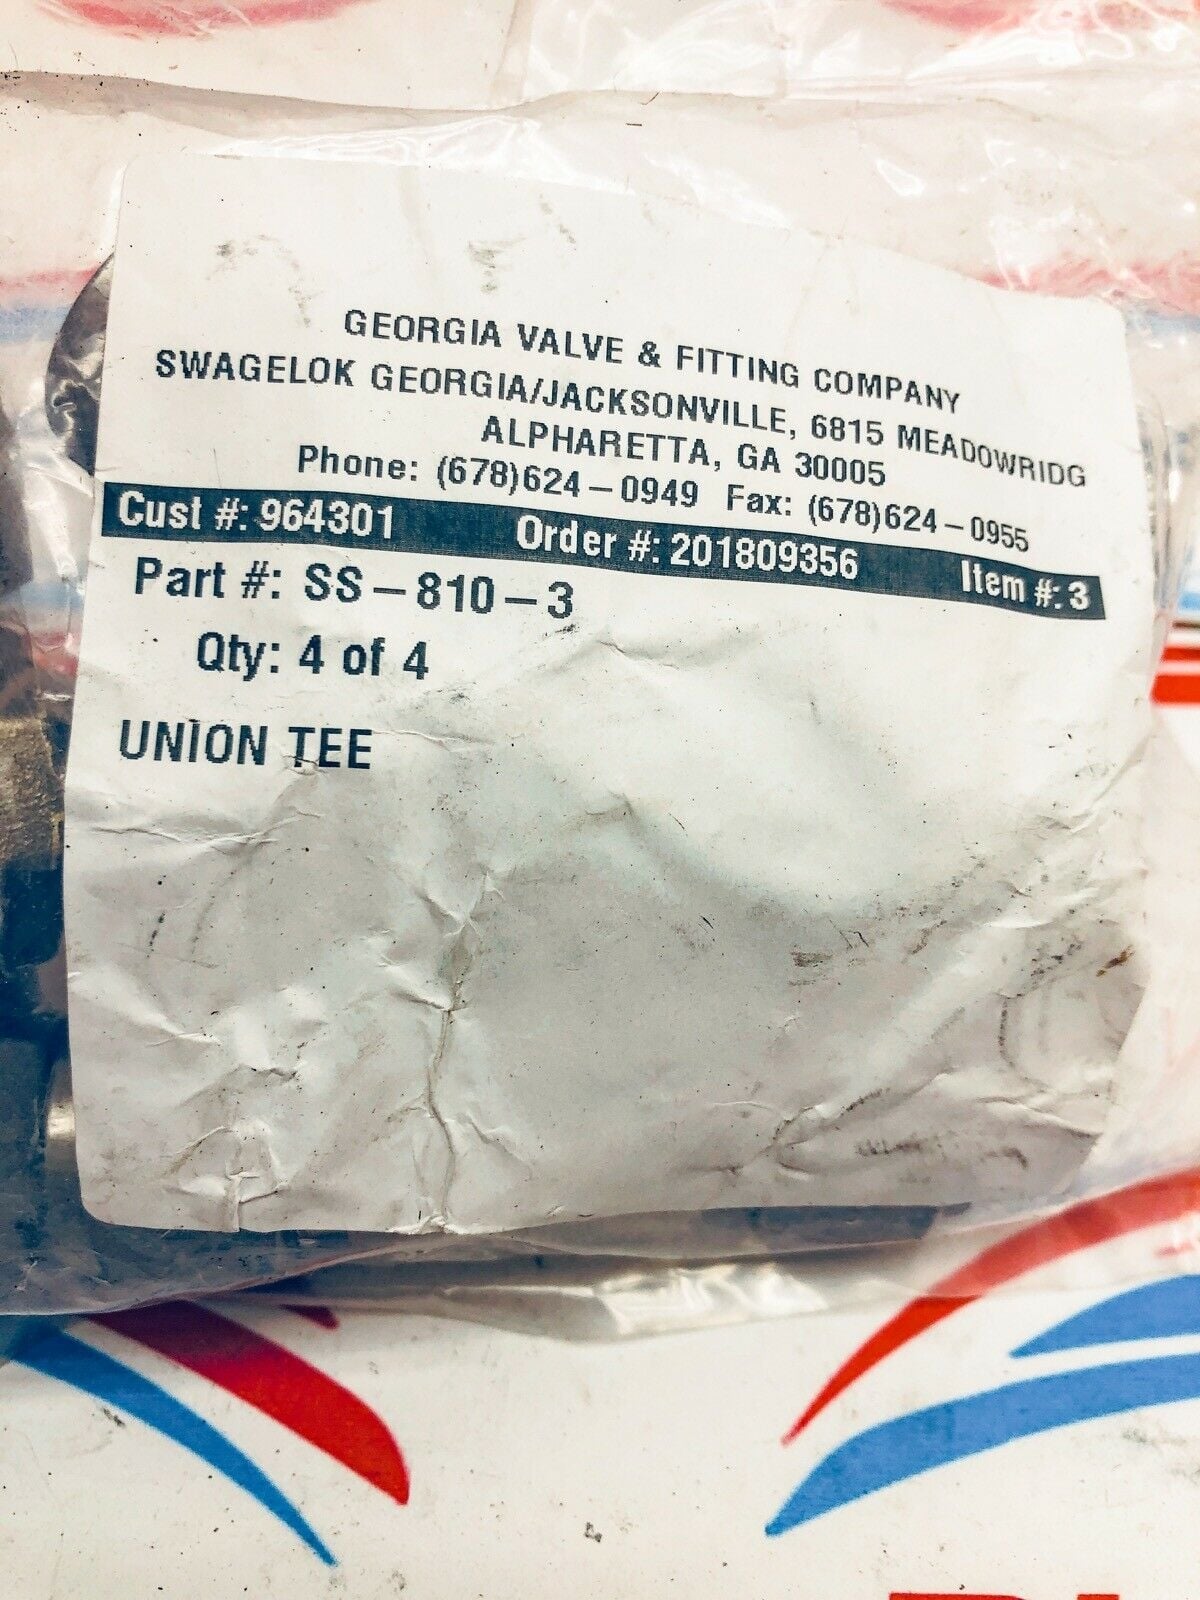 GEORGIA VALVE & FITTING COMPANY
SWAGELOK GEORGIA/JACKSONVILLE, 6815 MEADOWRIDG
ALPHARETTA, GA 30005
Phone: (678)624-0949 Fax: (678)624-0955
Cust #: 964301 Order #: 201809356 Item #: 3
Part #: SS-810-3
Qty: 4 of 4
UNION TEE